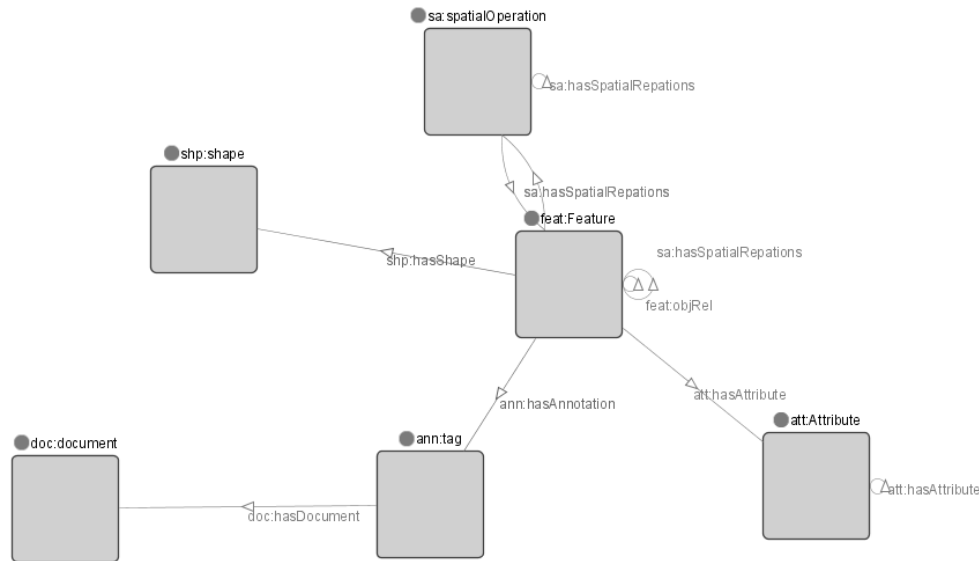 sa:spatialOperation
sa:hasSpatialRepations
shp:shape
sa:hasSpatialRepations
feat:Feature
sa:hasSpatialRepations
shp:hasShape
feat:objRel
att:hasAttribute
ann:hasAnnotation
att:Attribute
doc:document
ann:tag
att:hasAttribute
doc:hasDocument